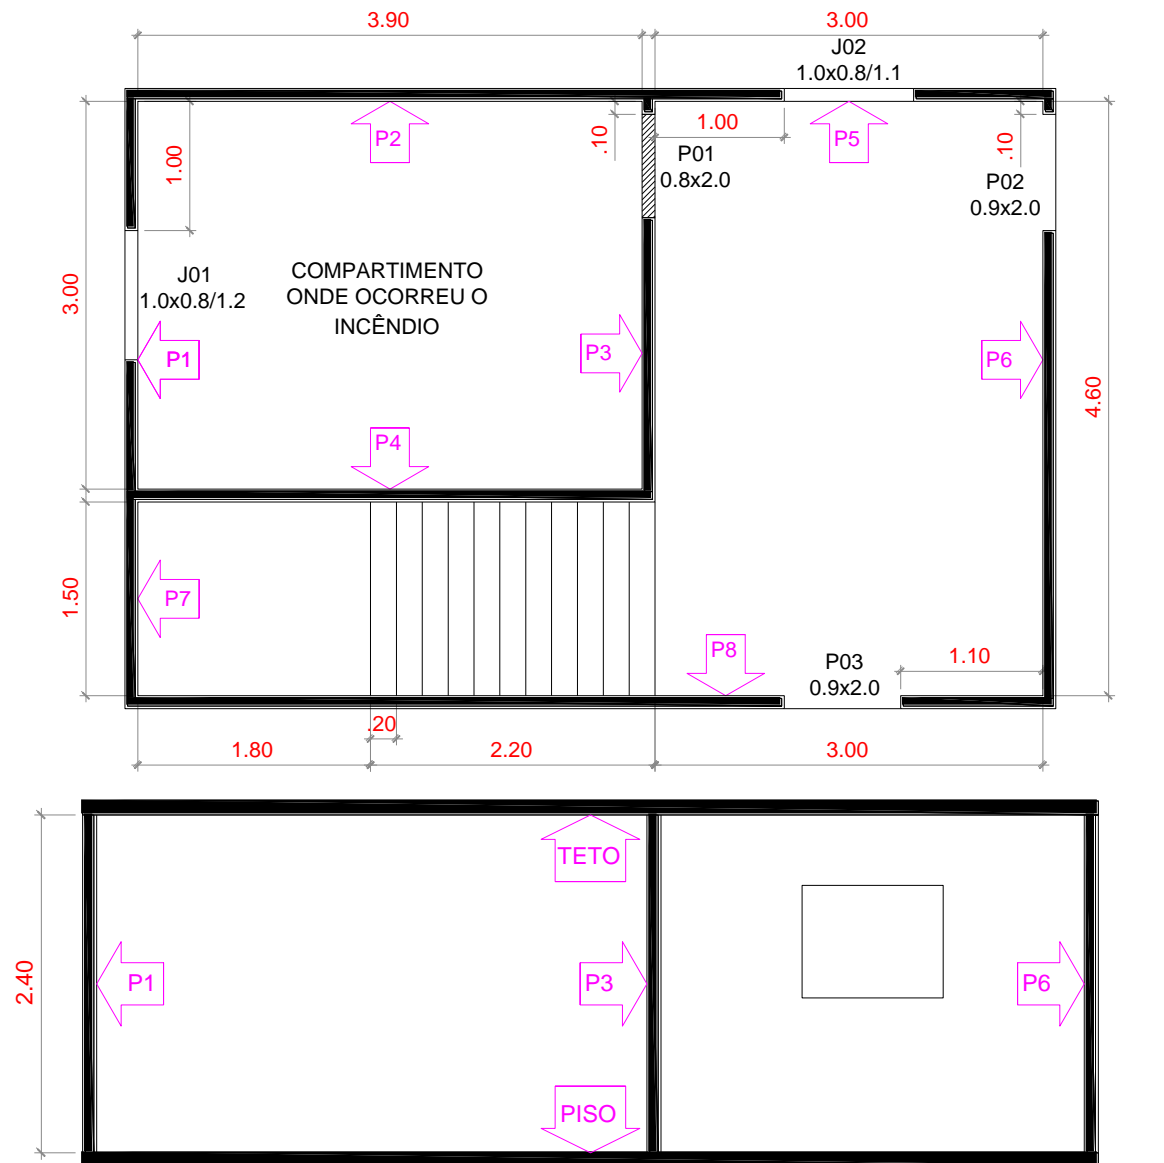 3.90
3.00
J02
1.0x0.8/1.1
P2
1.00
.10
1.00
P01
0.8x2.0
P5
.10
P02
0.9x2.0
3.00
J01
1.0x0.8/1.2
COMPARTIMENTO
ONDE OCORREU O
INCÊNDIO
P1
P3
P6
4.60
P4
1.50
P7
P8
P03
0.9x2.0
1.10
.20
1.80
2.20
3.00
TETO
2.40
P1
P3
P6
PISO